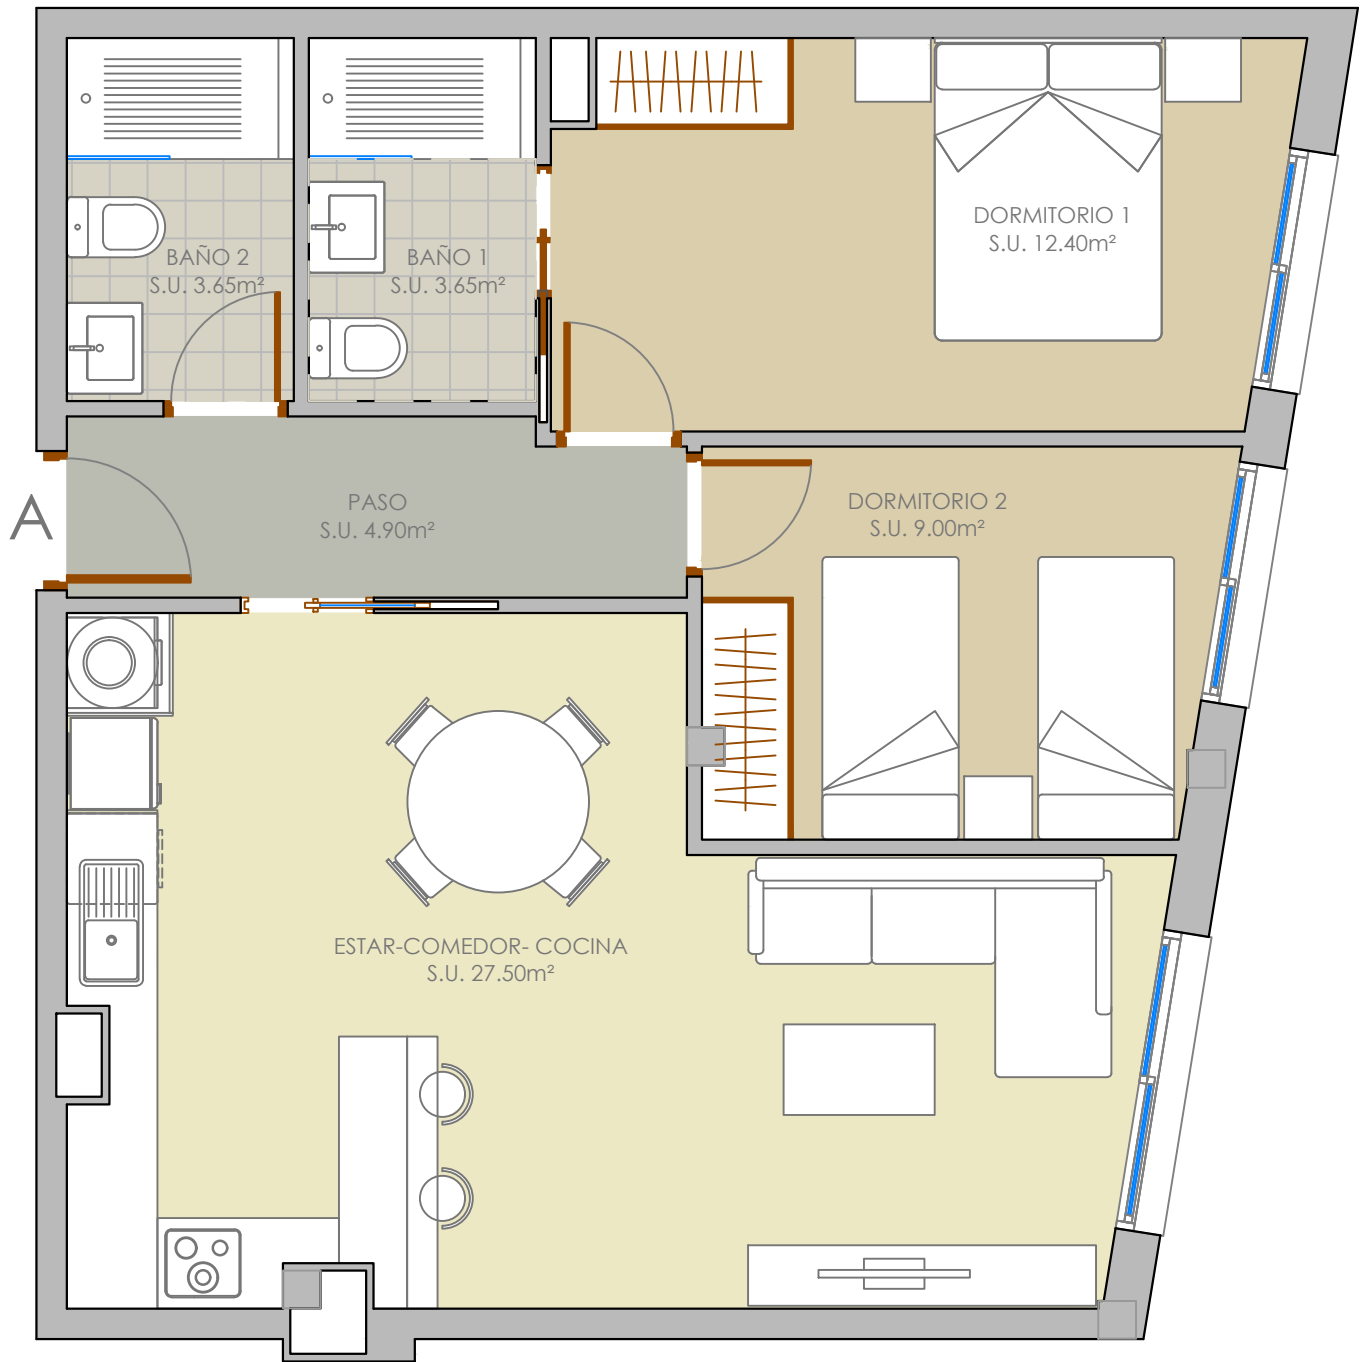 BAÑO 2
S.U. 3.65m²
BAÑO 1
S.U. 3.65m²
DORMITORIO 1
S.U. 12.40m²
A
PASO
S.U. 4.90m²
DORMITORIO 2
S.U. 9.00m²
ESTAR-COMEDOR- COCINA
S.U. 27.50m²